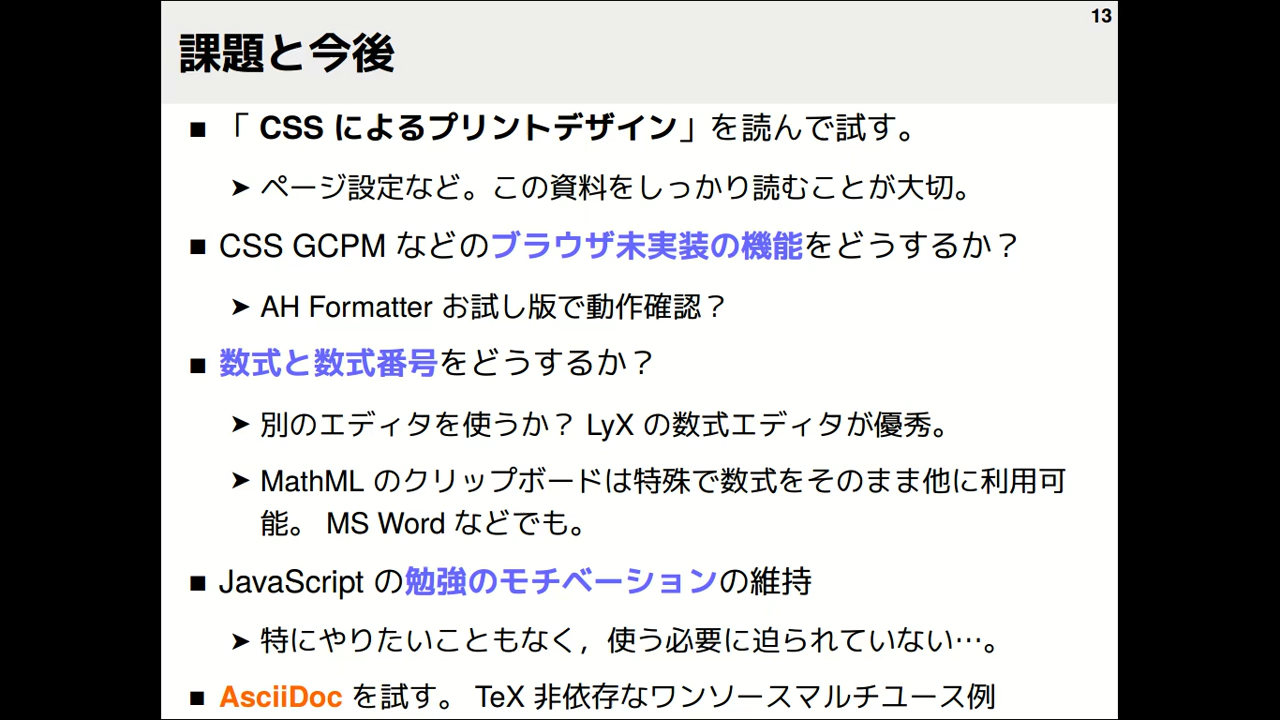 13
課題と今後
■ 「 CSS によるプリントデザイン」を読んで試す。
➤ ページ設定など。この資料をしっかり読むことが大切。
■ CSS GCPM などのブラウザ未実装の機能をどうするか？
➤ AH Formatter お試し版で動作確認？
■ 数式と数式番号をどうするか？
➤ 別のエディタを使うか？ LyX の数式エディタが優秀。
➤ MathML のクリップボードは特殊で数式をそのまま他に利用可
能。 MS Word などでも。
■ JavaScript の勉強のモチベーションの維持
➤ 特にやりたいこともなく，使う必要に迫られていない…。
■ AsciiDoc を試す。 TeX 非依存なワンソースマルチユース例